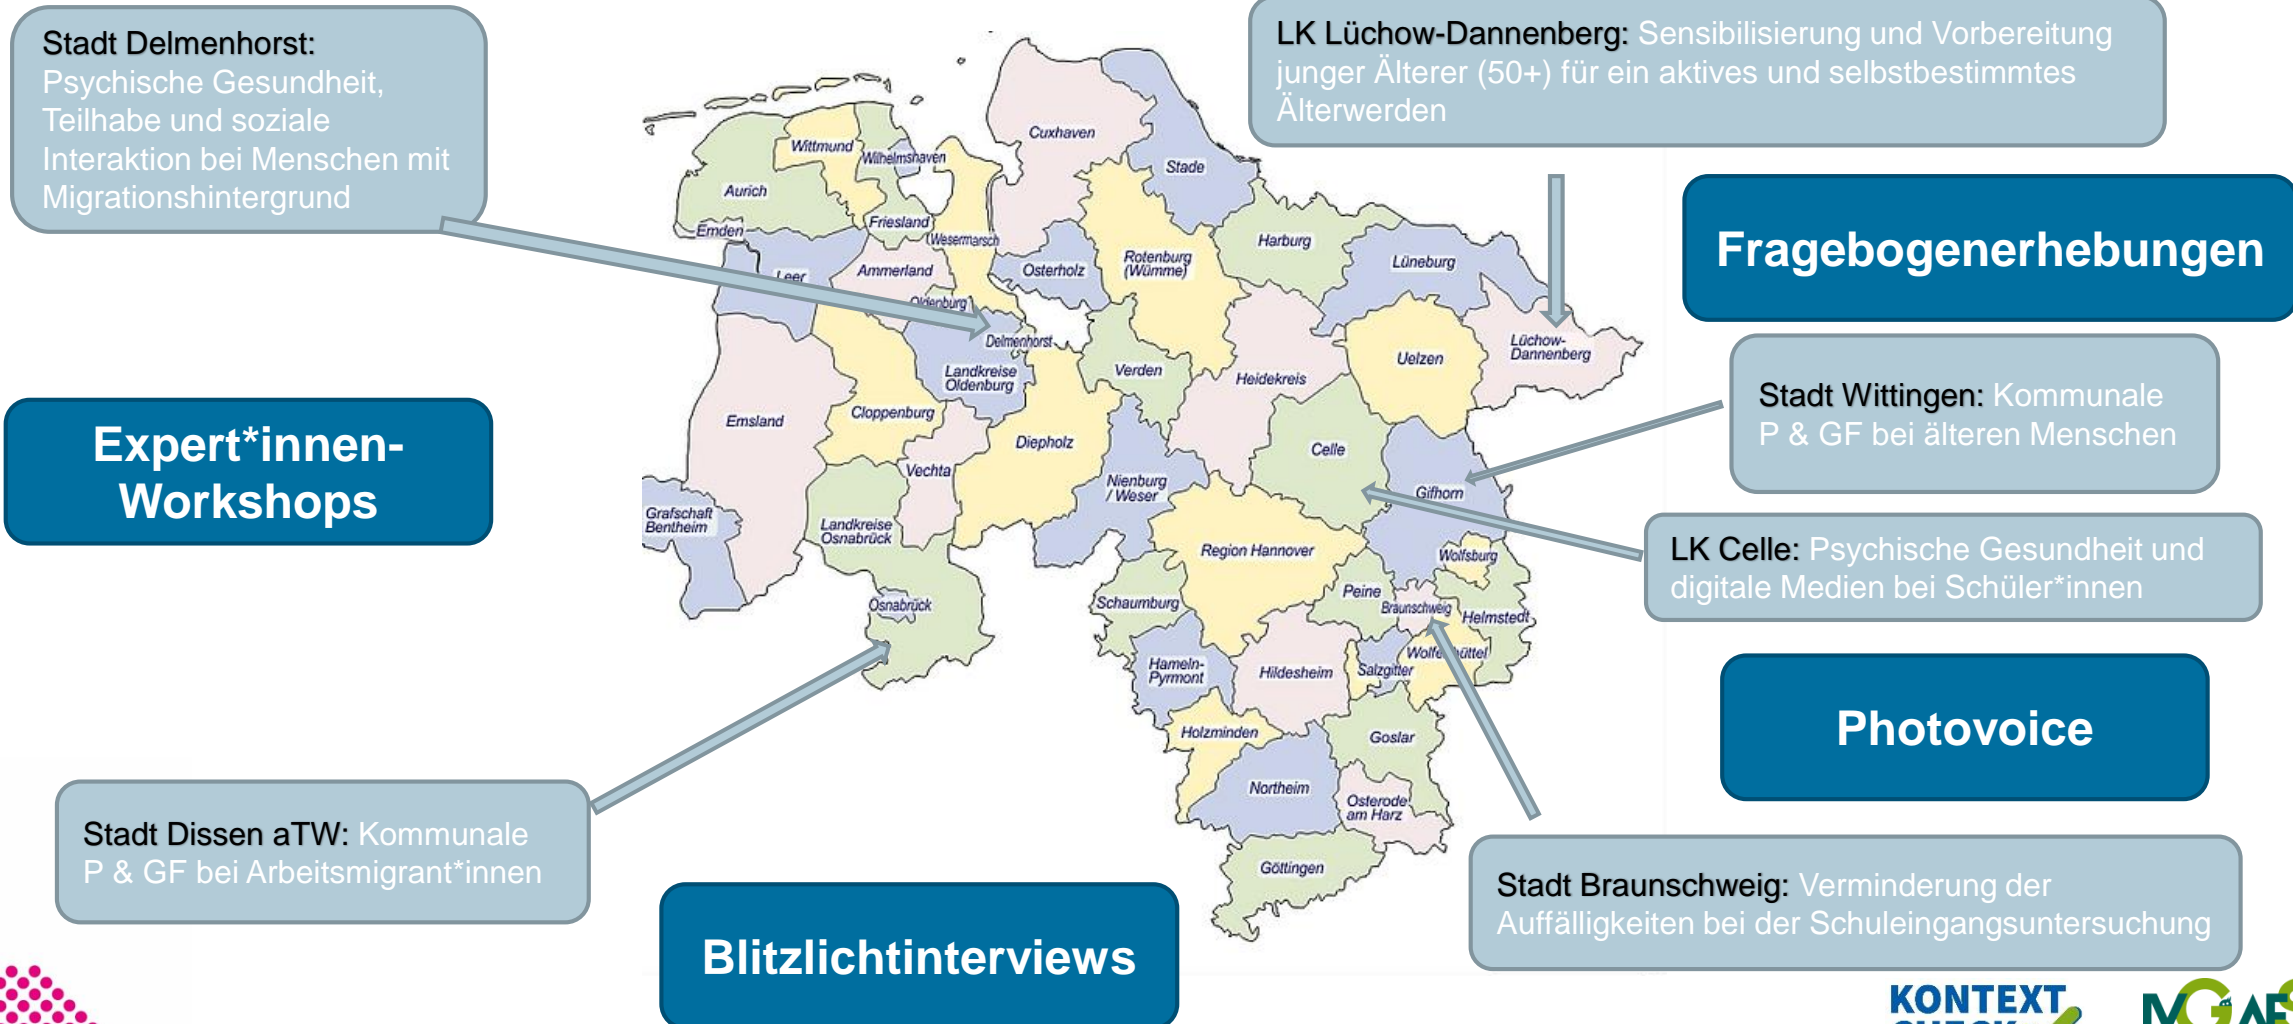 Stadt Delmenhorst:
Psychische Gesundheit,
Teilhabe und soziale
Interaktion bei Menschen mit
Migrationshintergrund
LK Lüchow-Dannenberg: Sensibilisierung und Vorbereitung
junger Älterer (50+) für ein aktives und selbstbestimmtes
Älterwerden
Fragebogenerhebungen
Stadt Wittingen: Kommunale
P & GF bei älteren Menschen
LK Celle: Psychische Gesundheit und
digitale Medien bei Schüler*innen
Expert*innen-
Workshops
Photovoice
Stadt Dissen aTW: Kommunale
P & GF bei Arbeitsmigrant*innen
Stadt Braunschweig: Verminderung der
Auffälligkeiten bei der Schuleingangsuntersuchung
Blitzlichtinterviews
Cuxhaven
Wittmund
Wilhelmshaven
Stade
Aurich
Friesland
Emden
Wesermarsch
Harburg
Rotenburg
(Wümme)
Lüneburg
Leer
Ammerland
Osterholz
Oldenburg
Delmenhorst
Lüchow-
Dannenberg
Uelzen
Landkreise
Oldenburg
Verden
Heidekreis
Emsland
Cloppenburg
Diepholz
Celle
Vechta
Nienburg
/ Weser
Gifhorn
Grafschaft
Bentheim
Landkreise
Osnabrück
Region Hannover
Wolfsburg
Osnabrück
Schaumburg
Peine
Braunschweig
Helmstedt
Hameln-
Pyrmont
Hildesheim
Salzgitter
Wolfenbüttel
Holzminden
Goslar
Northeim
Osterode
am Harz
Göttingen
KONTEXT
CHECK